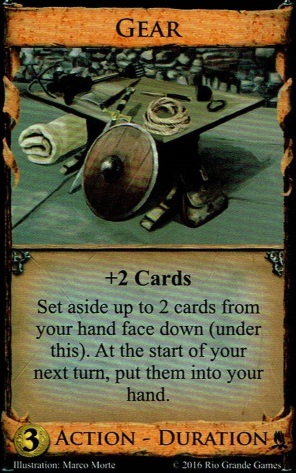 GEAR
+2 Cards
Set aside up to 2 cards from
your hand face down (under
this). At the start of your
next turn, put them into your
hand.
3 ACTION - DURATION
Illustration: Marco Morte © 2016 Rio Grande Games